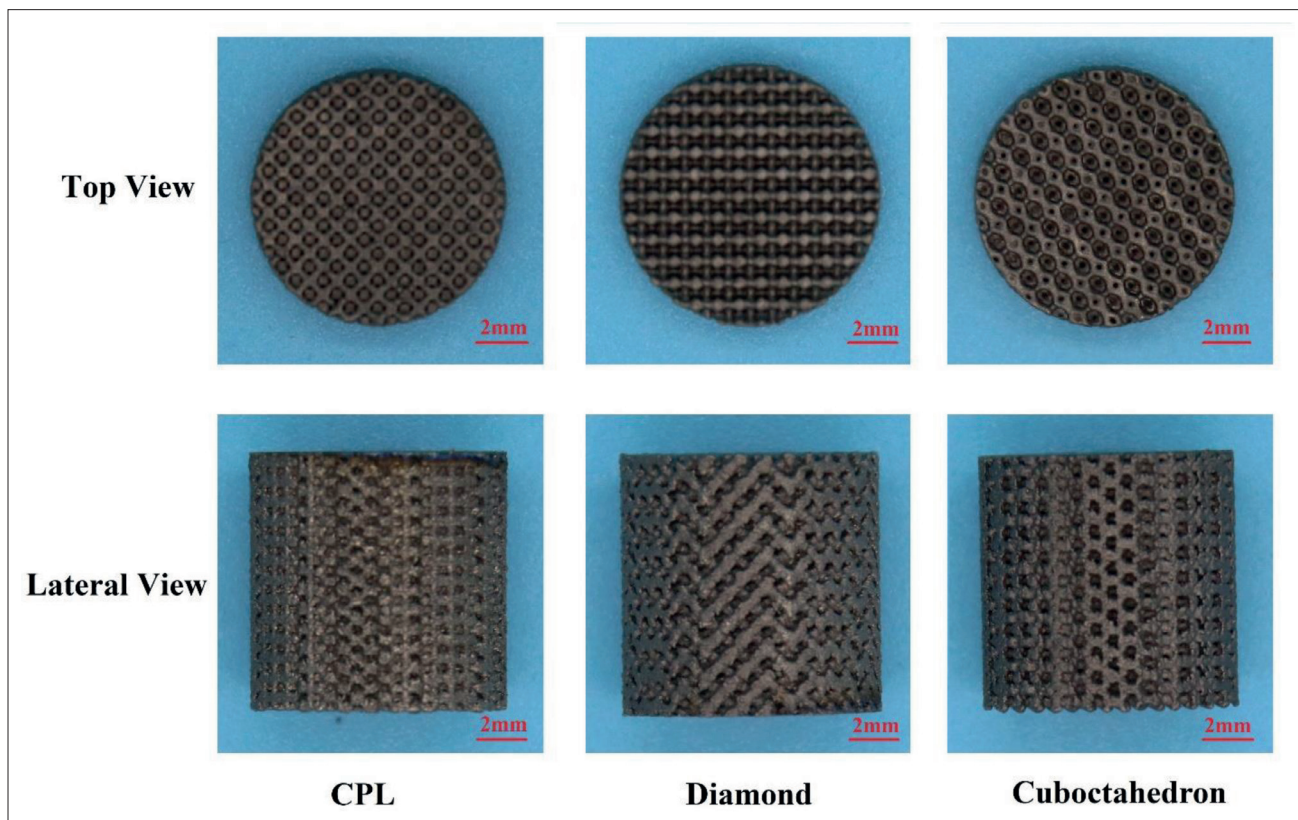 Top View
2mm
2mm
2mm
Lateral View
2mm
2mm
2mm
CPL
Diamond
Cuboctahedron